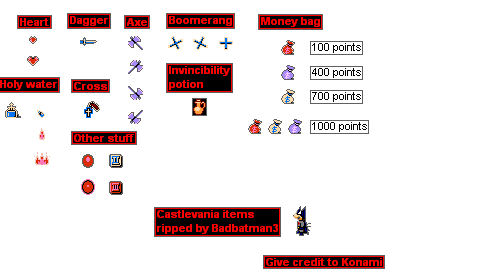 Heart
Dagger
Axe
Boomerang
Money bag
100 points
400 points
700 points
1000 points
Invincibility
potion
Holy water
Cross
Other stuff
Castlevania items
ripped by Badbatman3
Give credit to Konami